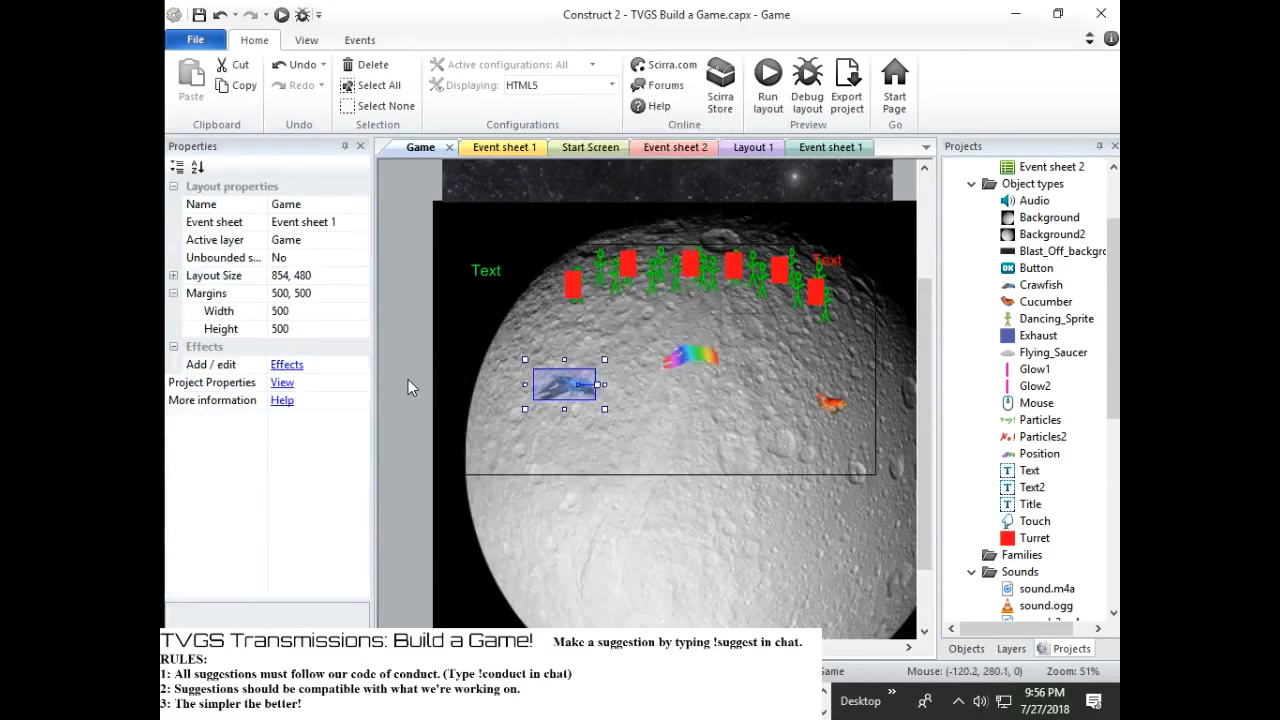 Construct 2 - TVGS Build a Game.capx - Game
File Home View Events
Paste
Cut
Copy
Clipboard
Undo
Redo
Undo
Delete
Select All
Select None
Selection
Active configurations: All
Displaying: HTML5
Configurations
Scirra.com
Forums
Help
Scirra Store
Online
Run layout
Debug layout
Export project
Preview
Start Page
Go
Properties
Layout properties
Name Game
Event sheet Event sheet 1
Active layer Game
Unbounded s... No
Layout Size 854, 480
Margins 500, 500
Width 500
Height 500
Effects
Add / edit Effects
Project Properties View
More information Help
Game Event sheet 1 Start Screen Event sheet 2 Layout 1 Event sheet 1
Text
Text
Projects
Event sheet 2
Object types
Audio
Background
Background2
Blast_Off_backgro
Button
Crawfish
Cucumber
Dancing_Sprite
Exhaust
Flying_Saucer
Glow1
Glow2
Mouse
Particles
Particles2
Position
Text
Text2
Title
Touch
Turret
Families
Sounds
sound.m4a
sound.ogg
Objects Layers Projects
Mouse: (-120.2, 280.1, 0) Zoom: 51%
TVGS Transmissions: Build a Game! Make a suggestion by typing !suggest in chat.
RULES:
1: All suggestions must follow our code of conduct. (Type !conduct in chat)
2: Suggestions should be compatible with what we're working on.
3: The simpler the better!
Desktop
9:56 PM
7/27/2018